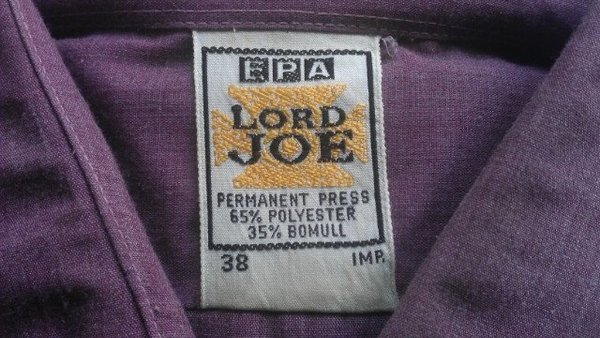 EPA
LORD
JOE
PERMANENT PRESS
65% POLYESTER
35% BOMULL
38 IMP.